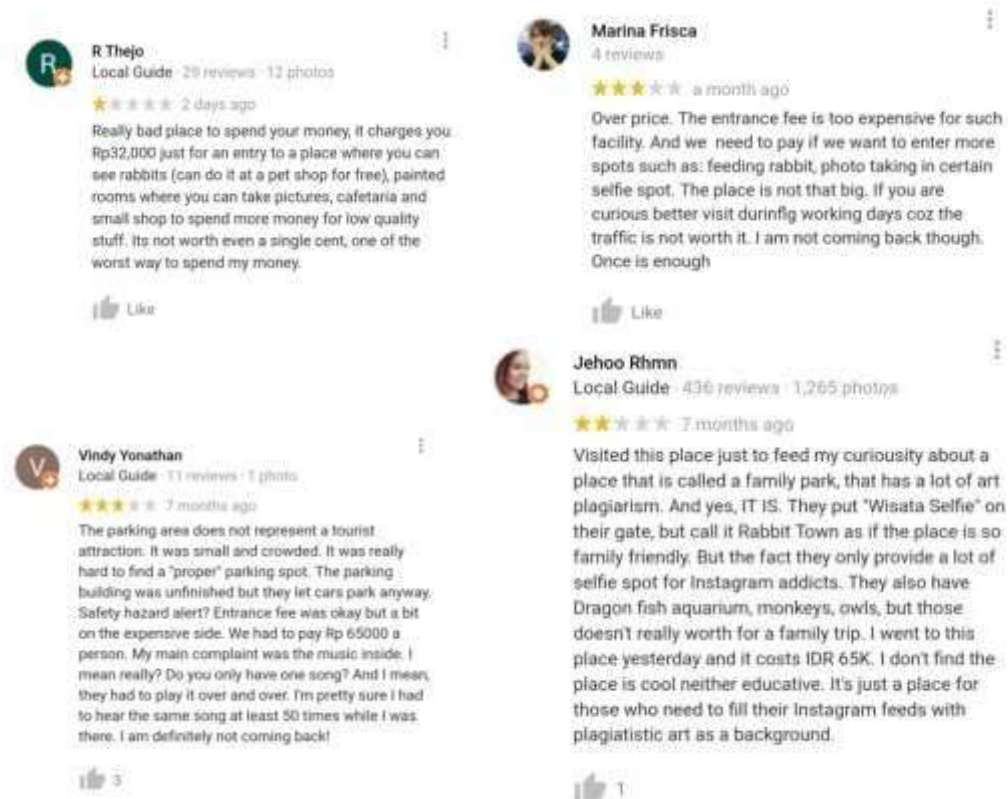 R
R Thejo
Local Guide · 29 reviews · 12 photos
2 days ago
Really bad place to spend your money, it charges you
Rp32,000 just for an entry to a place where you can
see rabbits (can do it at a pet shop for free), painted
rooms where you can take pictures, cafetaria and
small shop to spend more money for low quality
stuff. Its not worth even a single cent, one of the
worst way to spend my money.
Like
Marina Frisca
4 reviews
a month ago
Over price. The entrance fee is too expensive for such
facility. And we need to pay if we want to enter more
spots such as: feeding rabbit, photo taking in certain
selfie spot. The place is not that big. If you are
curious better visit durinflg working days coz the
traffic is not worth it. I am not coming back though.
Once is enough
Like
V
Vindy Yonathan
Local Guide · 11 reviews · 1 photo
7 months ago
The parking area does not represent a tourist
attraction. It was small and crowded. It was really
hard to find a "proper" parking spot. The parking
building was unfinished but they let cars park anyway.
Safety hazard alert? Entrance fee was okay but a bit
on the expensive side. We had to pay Rp 65000 a
person. My main complaint was the music inside. I
mean really? Do you only have one song? And I mean,
they had to play it over and over. I'm pretty sure I had
to hear the same song at least 50 times while I was
there. I am definitely not coming back!
3
Jehoo Rhmn
Local Guide · 436 reviews · 1,265 photos
7 months ago
Visited this place just to feed my curiousity about a
place that is called a family park, that has a lot of art
plagiarism. And yes, IT IS. They put "Wisata Selfie" on
their gate, but call it Rabbit Town as if the place is so
family friendly. But the fact they only provide a lot of
selfie spot for Instagram addicts. They also have
Dragon fish aquarium, monkeys, owls, but those
doesn't really worth for a family trip. I went to this
place yesterday and it costs IDR 65K. I don't find the
place is cool neither educative. It's just a place for
those who need to fill their Instagram feeds with
plagiatistic art as a background.
1